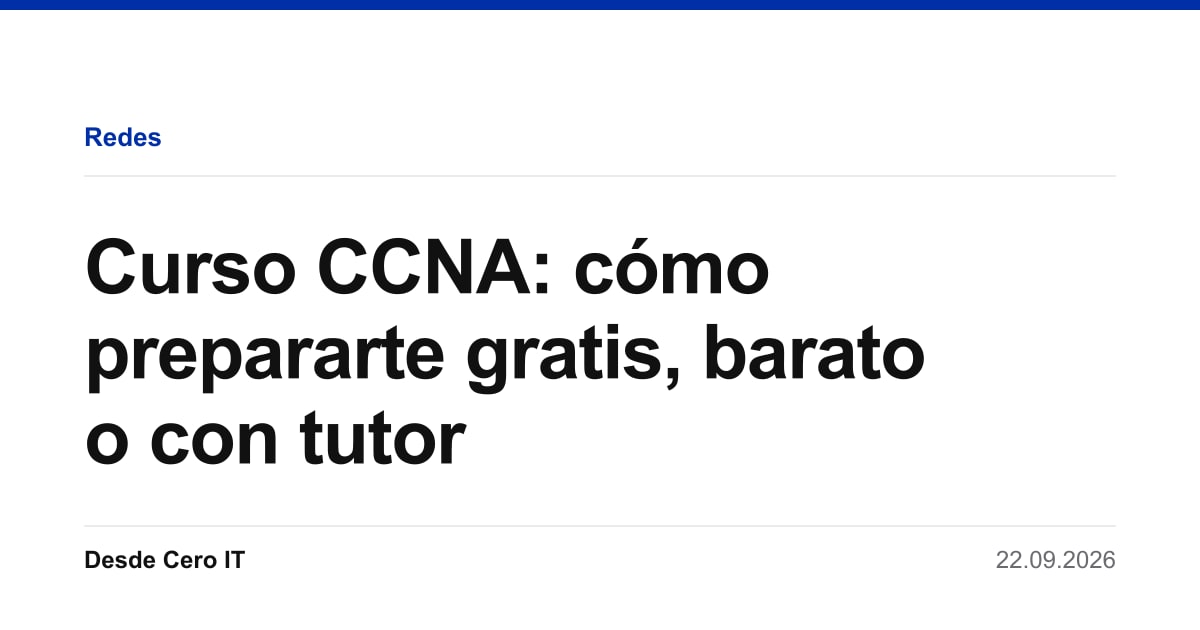 Redes
Curso CCNA: cómo
prepararte gratis, barato
o con tutor
Desde Cero IT
22.09.2026